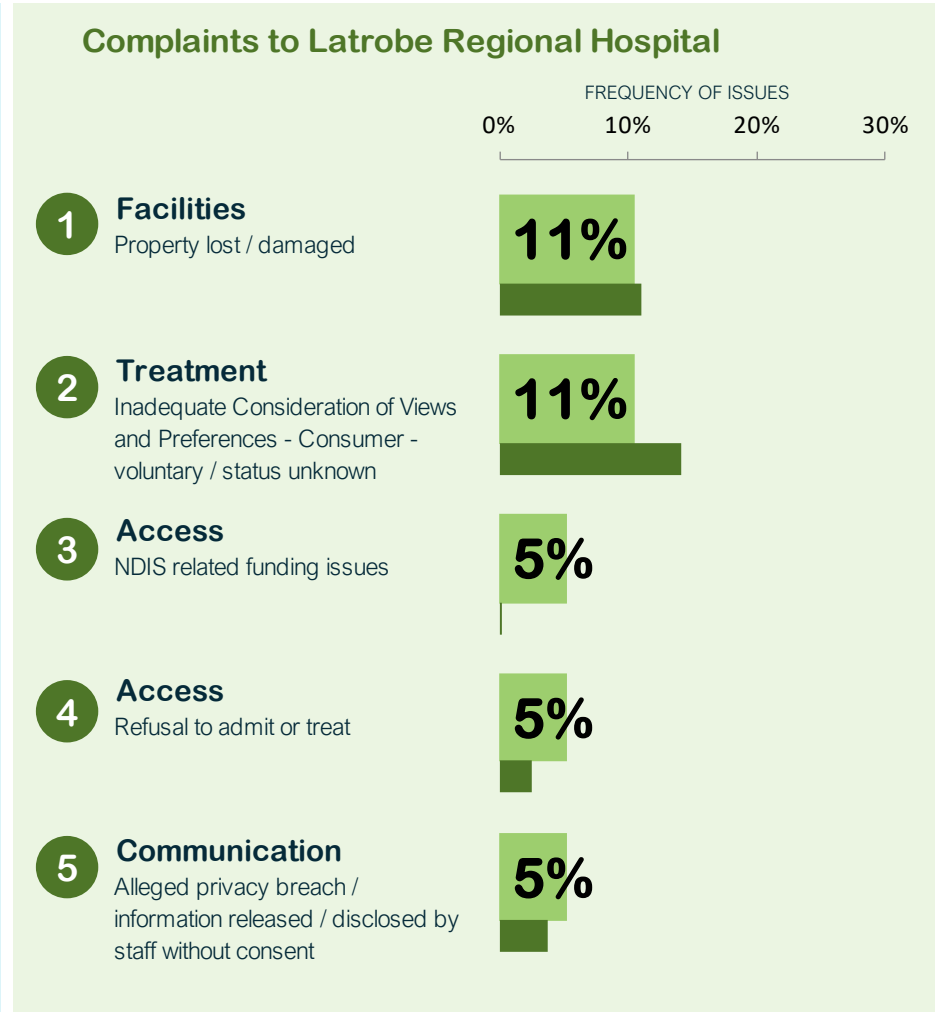 Complaints to Latrobe Regional Hospital
FREQUENCY OF ISSUES
0% 10% 20% 30%
1
Facilities
Property lost / damaged
11%
2
Treatment
Inadequate Consideration of Views
and Preferences - Consumer -
voluntary / status unknown
11%
3
Access
NDIS related funding issues
5%
4
Access
Refusal to admit or treat
5%
5
Communication
Alleged privacy breach /
information released / disclosed by
staff without consent
5%